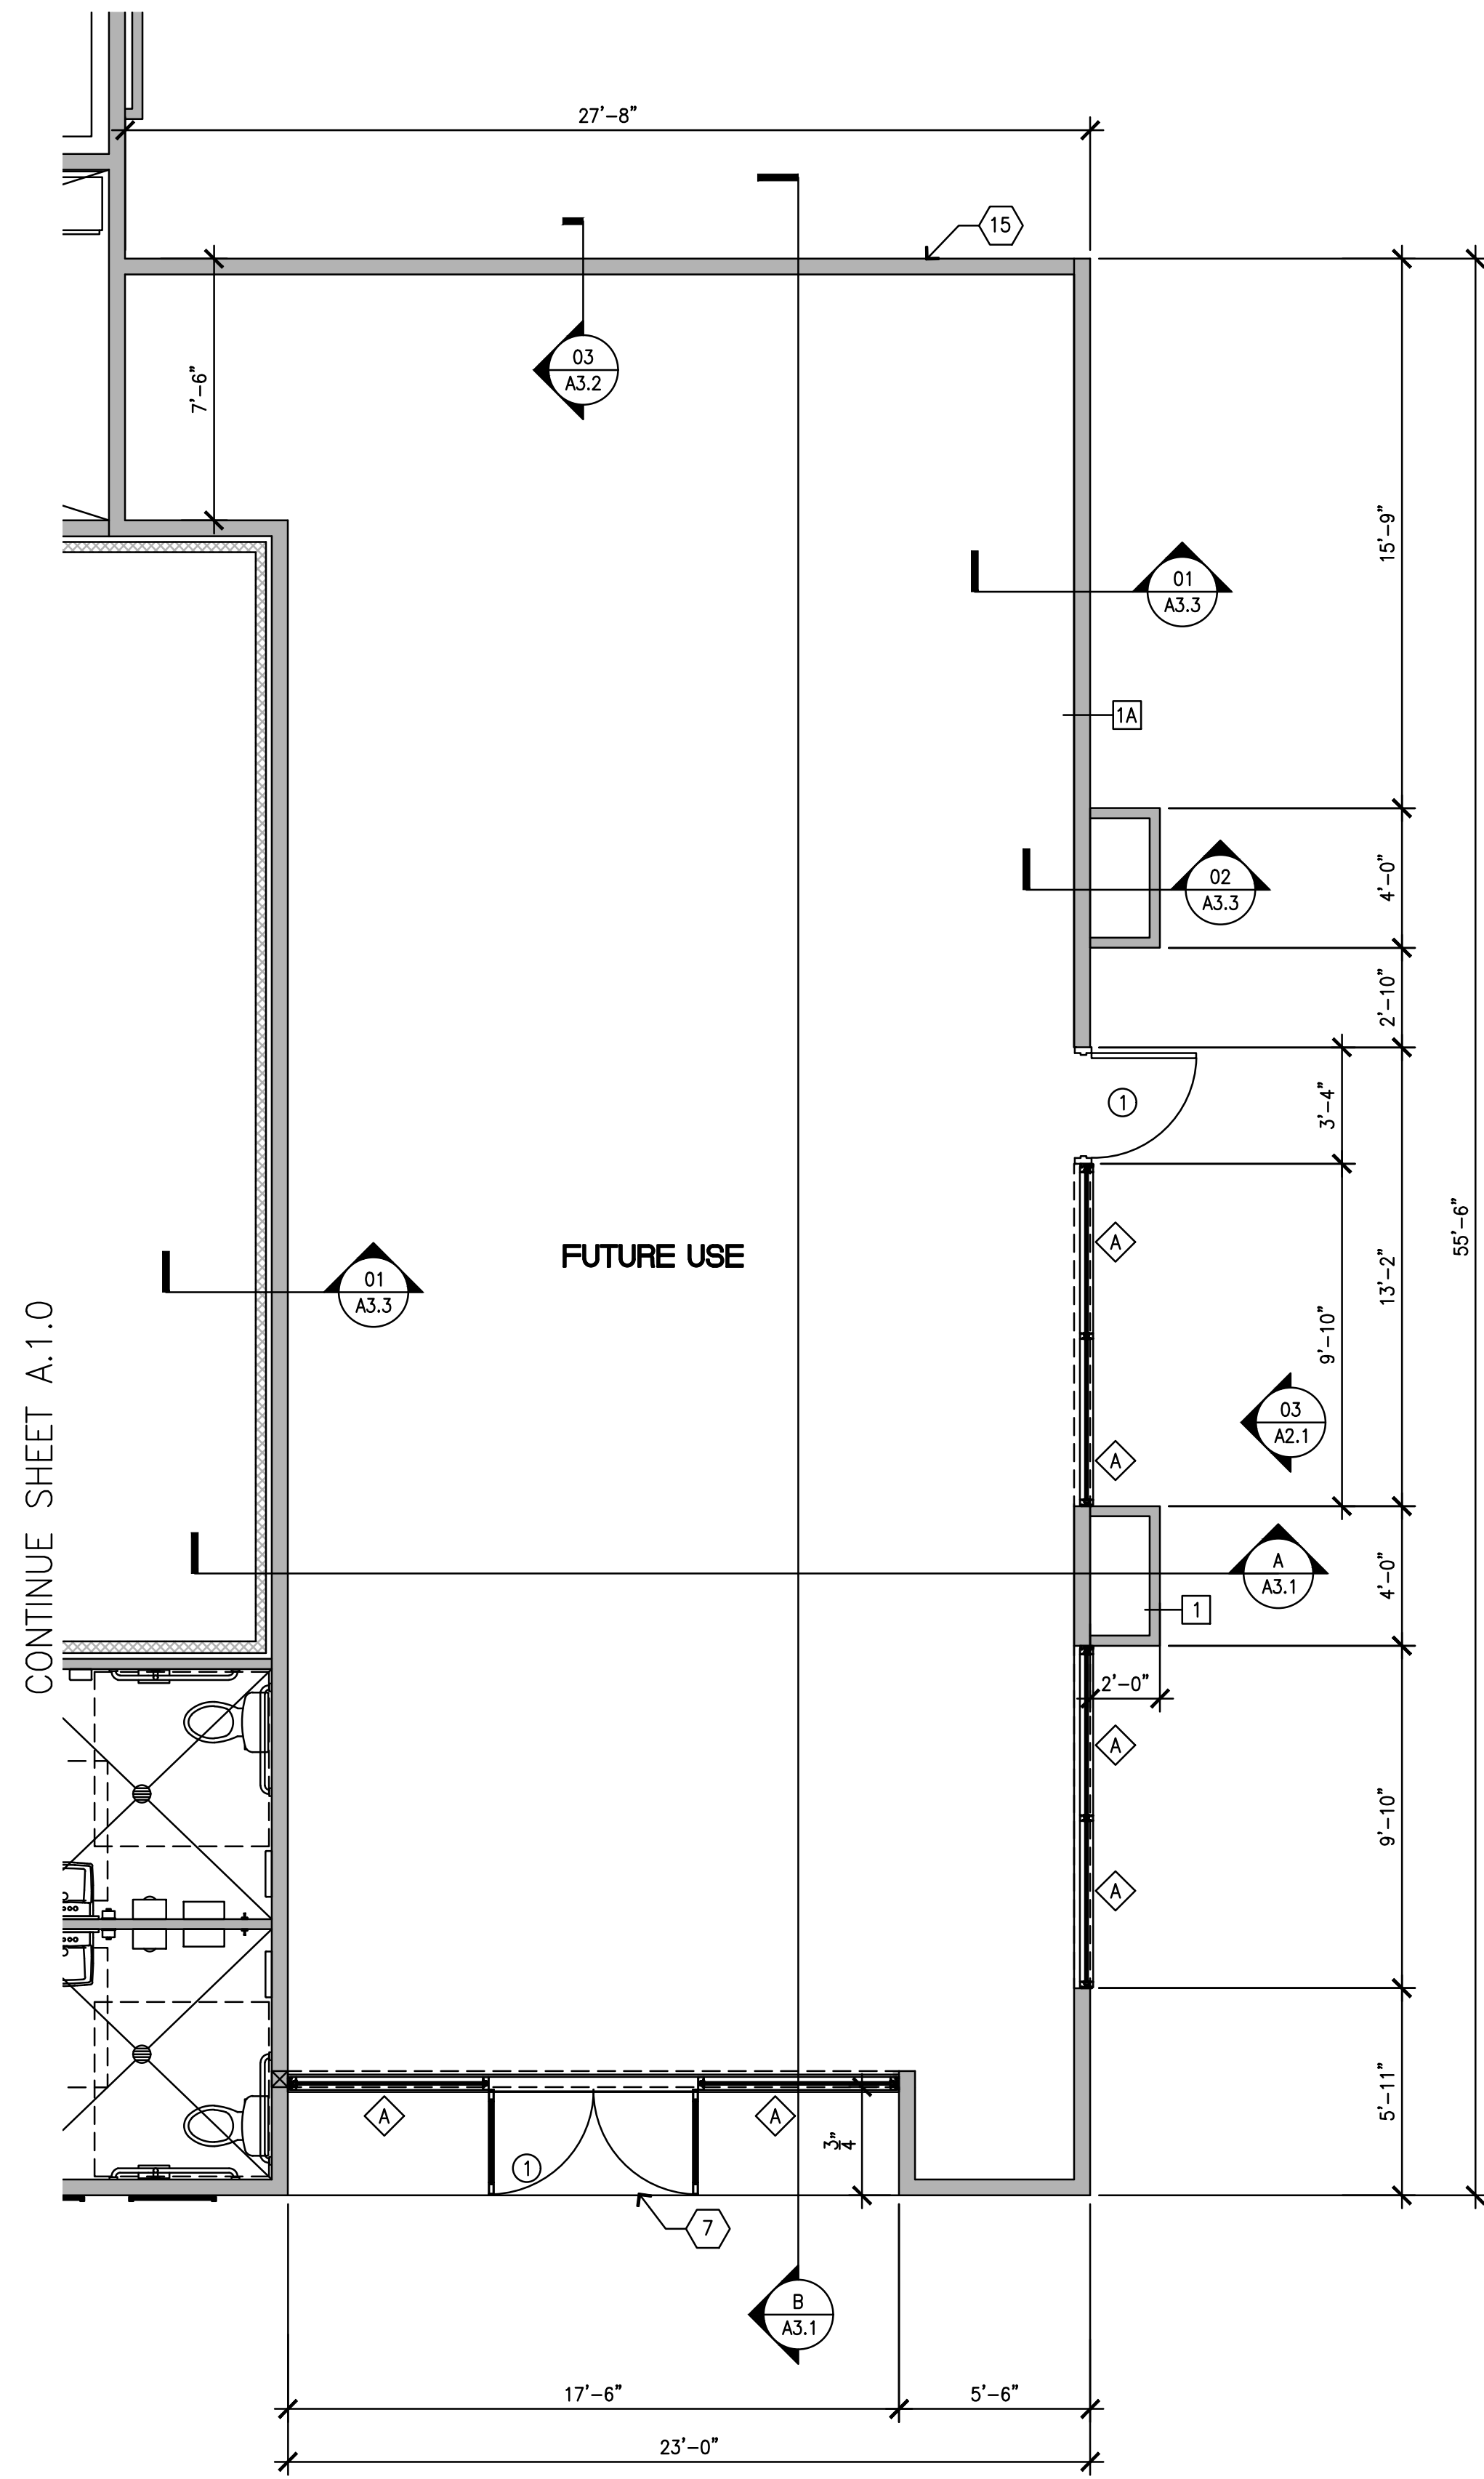 27'-8"
15
7'-6"
03
A3.2
15'-9"
01
A3.3
1A
02
A3.3
4'-0"
2'-10"
1
3'-4"
55'-6"
FUTURE USE
A
13'-2"
01
A3.3
9'-10"
CONTINUE SHEET A.1.0
03
A2.1
A
A
A3.1
4'-0"
1
2'-0"
A
9'-10"
A
A
A
3"
4
5'-11"
1
7
B
A3.1
17'-6"
5'-6"
23'-0"